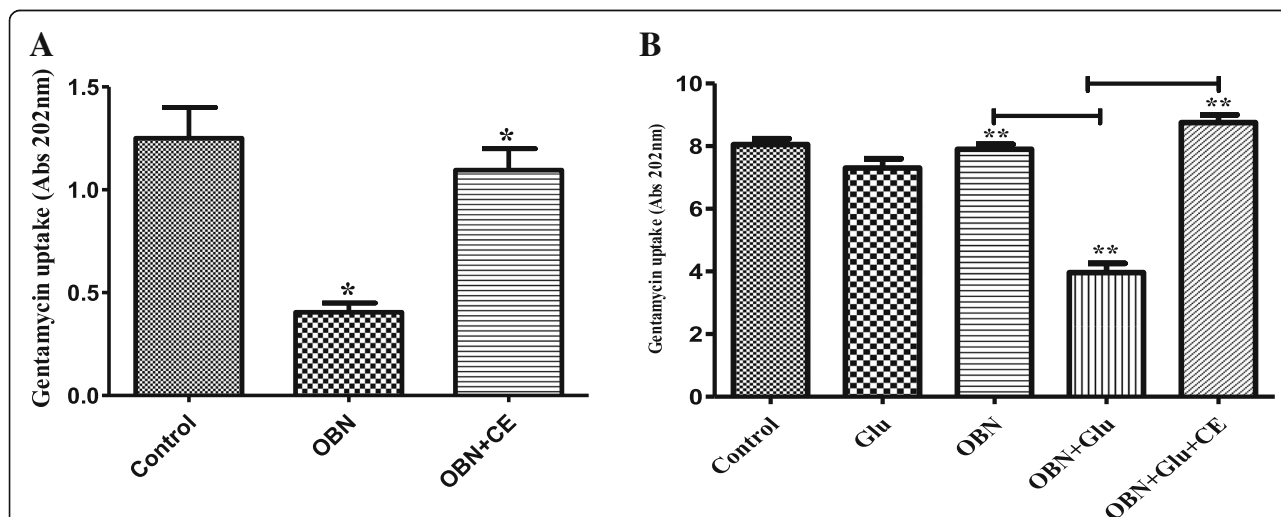 A
Gentamycin uptake (Abs 202nm)
1.5
1.0
0.5
0.0
*
*
Control
OBN
OBN+CE
B
Gentamycin uptake (Abs 202nm)
10
8
6
4
2
0
**
**
**
Control
Glu
OBN
OBN+Glu
OBN+Glu+CE